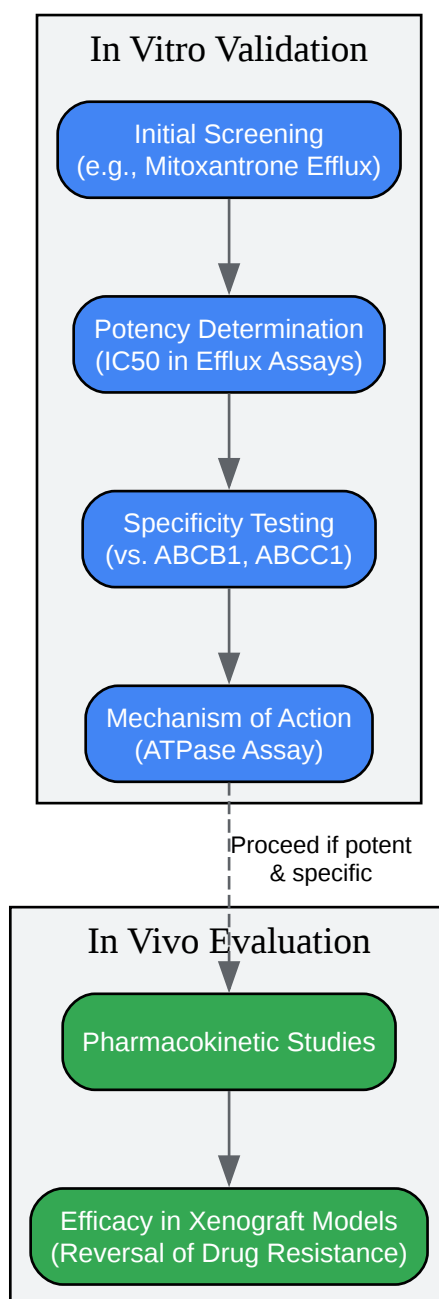 In Vitro Validation
Initial Screening
(e.g., Mitoxantrone Efflux)
Potency Determination
(IC50 in Efflux Assays)
Specificity Testing
(vs. ABCB1, ABCC1)
Mechanism of Action
(ATPase Assay)
Proceed if potent
& specific
In Vivo Evaluation
Pharmacokinetic Studies
Efficacy in Xenograft Models
(Reversal of Drug Resistance)